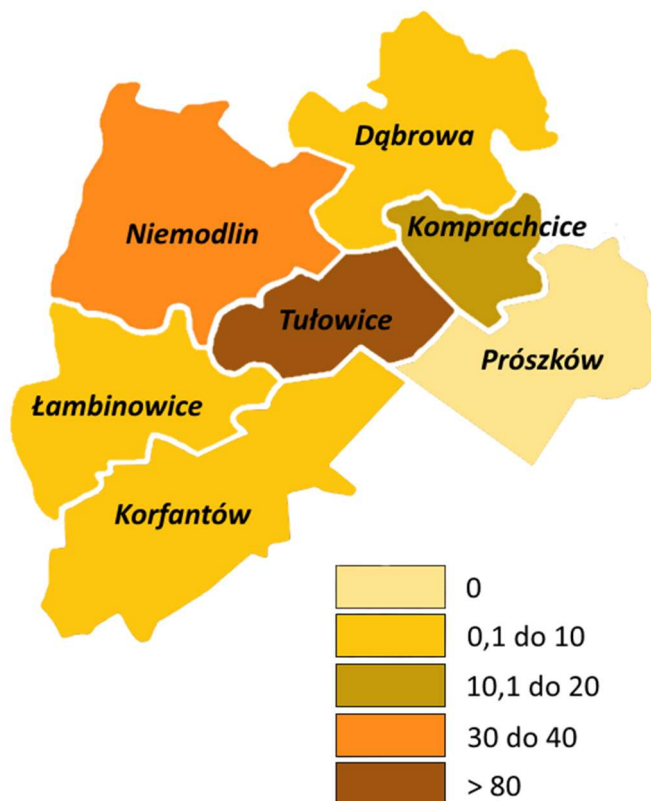 Dąbrowa
Niemodlin
Komprachcice
Tułowice
Prószków
Łambinowice
Korfantów
0
0,1 do 10
10,1 do 20
30 do 40
> 80